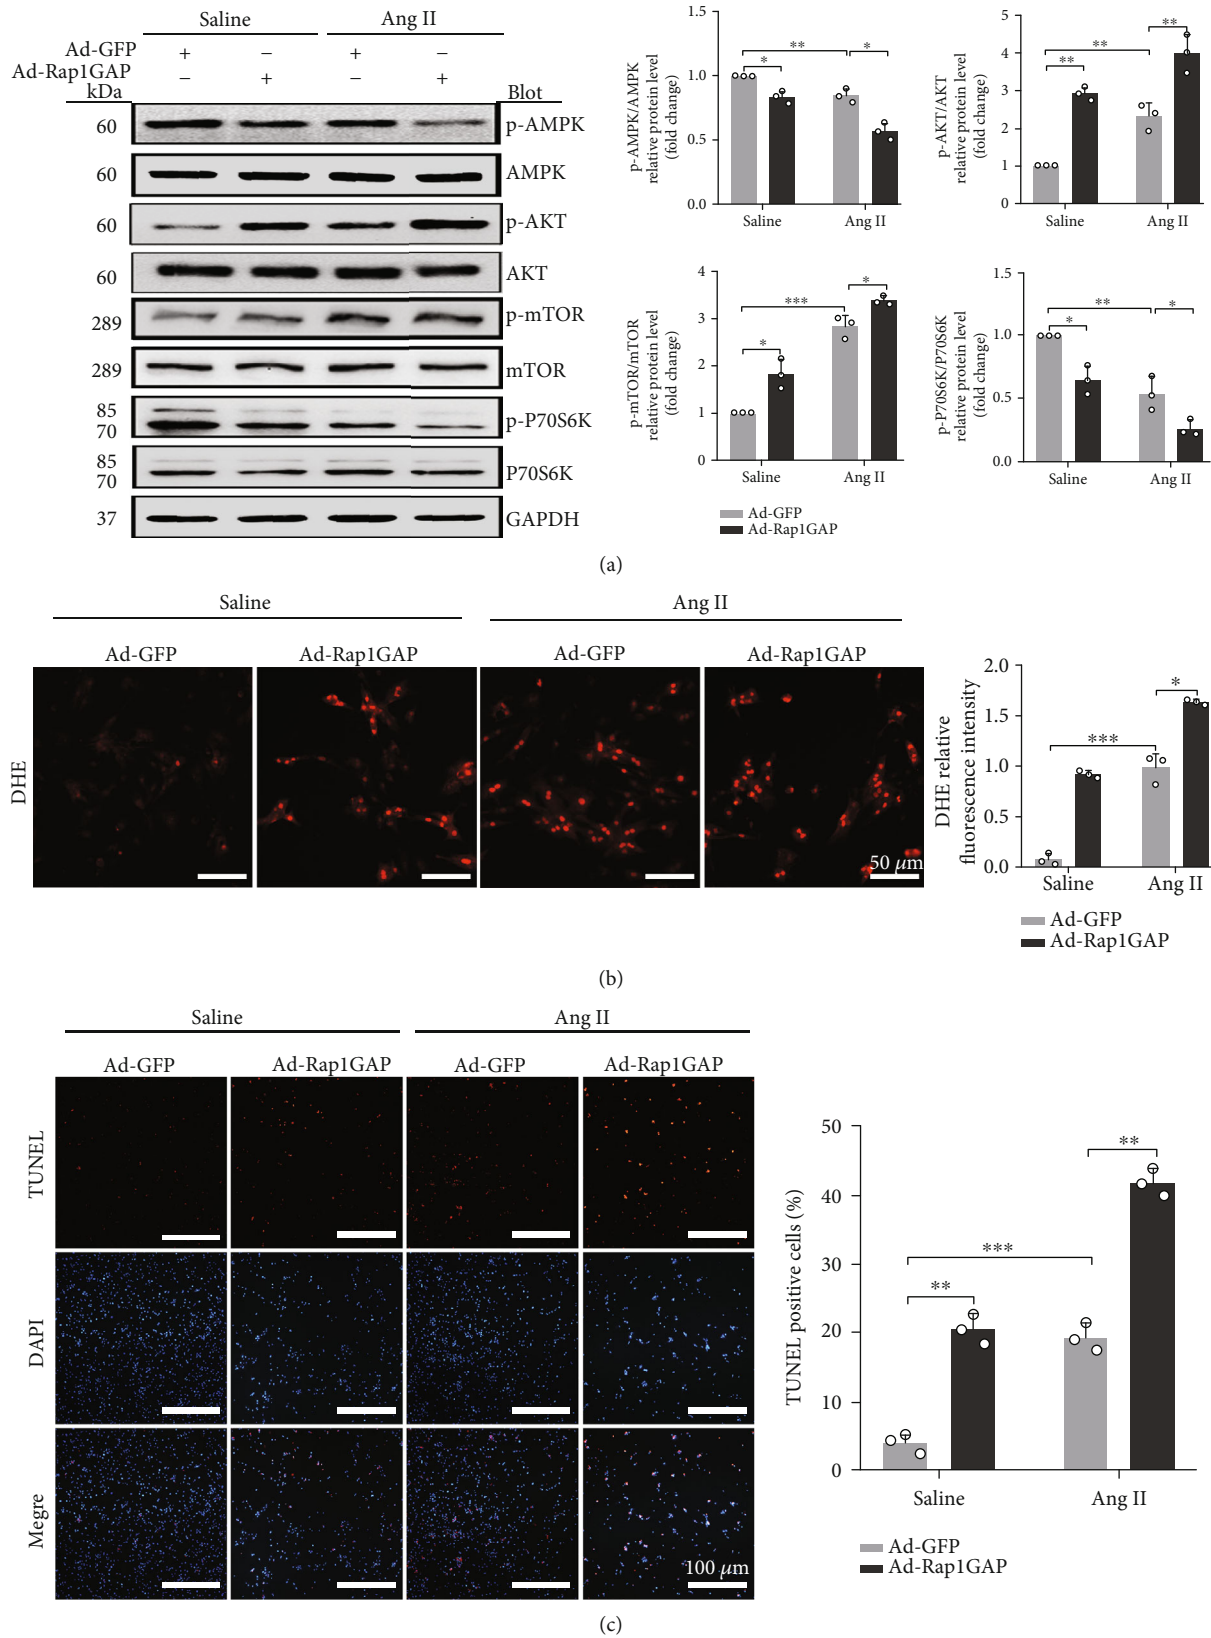 Saline
Ang II
Ad-GFP + − + −
Ad-Rap1GAP − + − +
kDa
Blot
60 p-AMPK
60 AMPK
60 p-AKT
60 AKT
289 p-mTOR
289 mTOR
85
70 p-P70S6K
85
70 P70S6K
37 GAPDH
p-AMPK/AMPK
relative protein level
(fold change)
1.5
1.0
0.5
0.0
**
*
*
Saline
Ang II
p-AKT/AKT
relative protein level
(fold change)
5
4
3
2
1
0
**
**
**
Saline
Ang II
p-mTOR/mTOR
relative protein level
(fold change)
4
3
2
1
0
***
*
*
Saline
Ang II
p-P70S6K/P70S6K
relative protein level
(fold change)
1.5
1.0
0.5
0.0
**
*
*
Saline
Ang II
Ad-GFP
Ad-Rap1GAP
(a)
Saline
Ang II
Ad-GFP
Ad-Rap1GAP
Ad-GFP
Ad-Rap1GAP
DHE
50 μm
DHE relative
fluorescence intensity
2.0
1.5
1.0
0.5
0.0
***
*
Saline
Ang II
Ad-GFP
Ad-Rap1GAP
(b)
Saline
Ang II
Ad-GFP
Ad-Rap1GAP
Ad-GFP
Ad-Rap1GAP
TUNEL
DAPI
Megre
100 μm
TUNEL positive cells (%)
50
40
30
20
10
0
**
***
**
Saline
Ang II
Ad-GFP
Ad-Rap1GAP
(c)